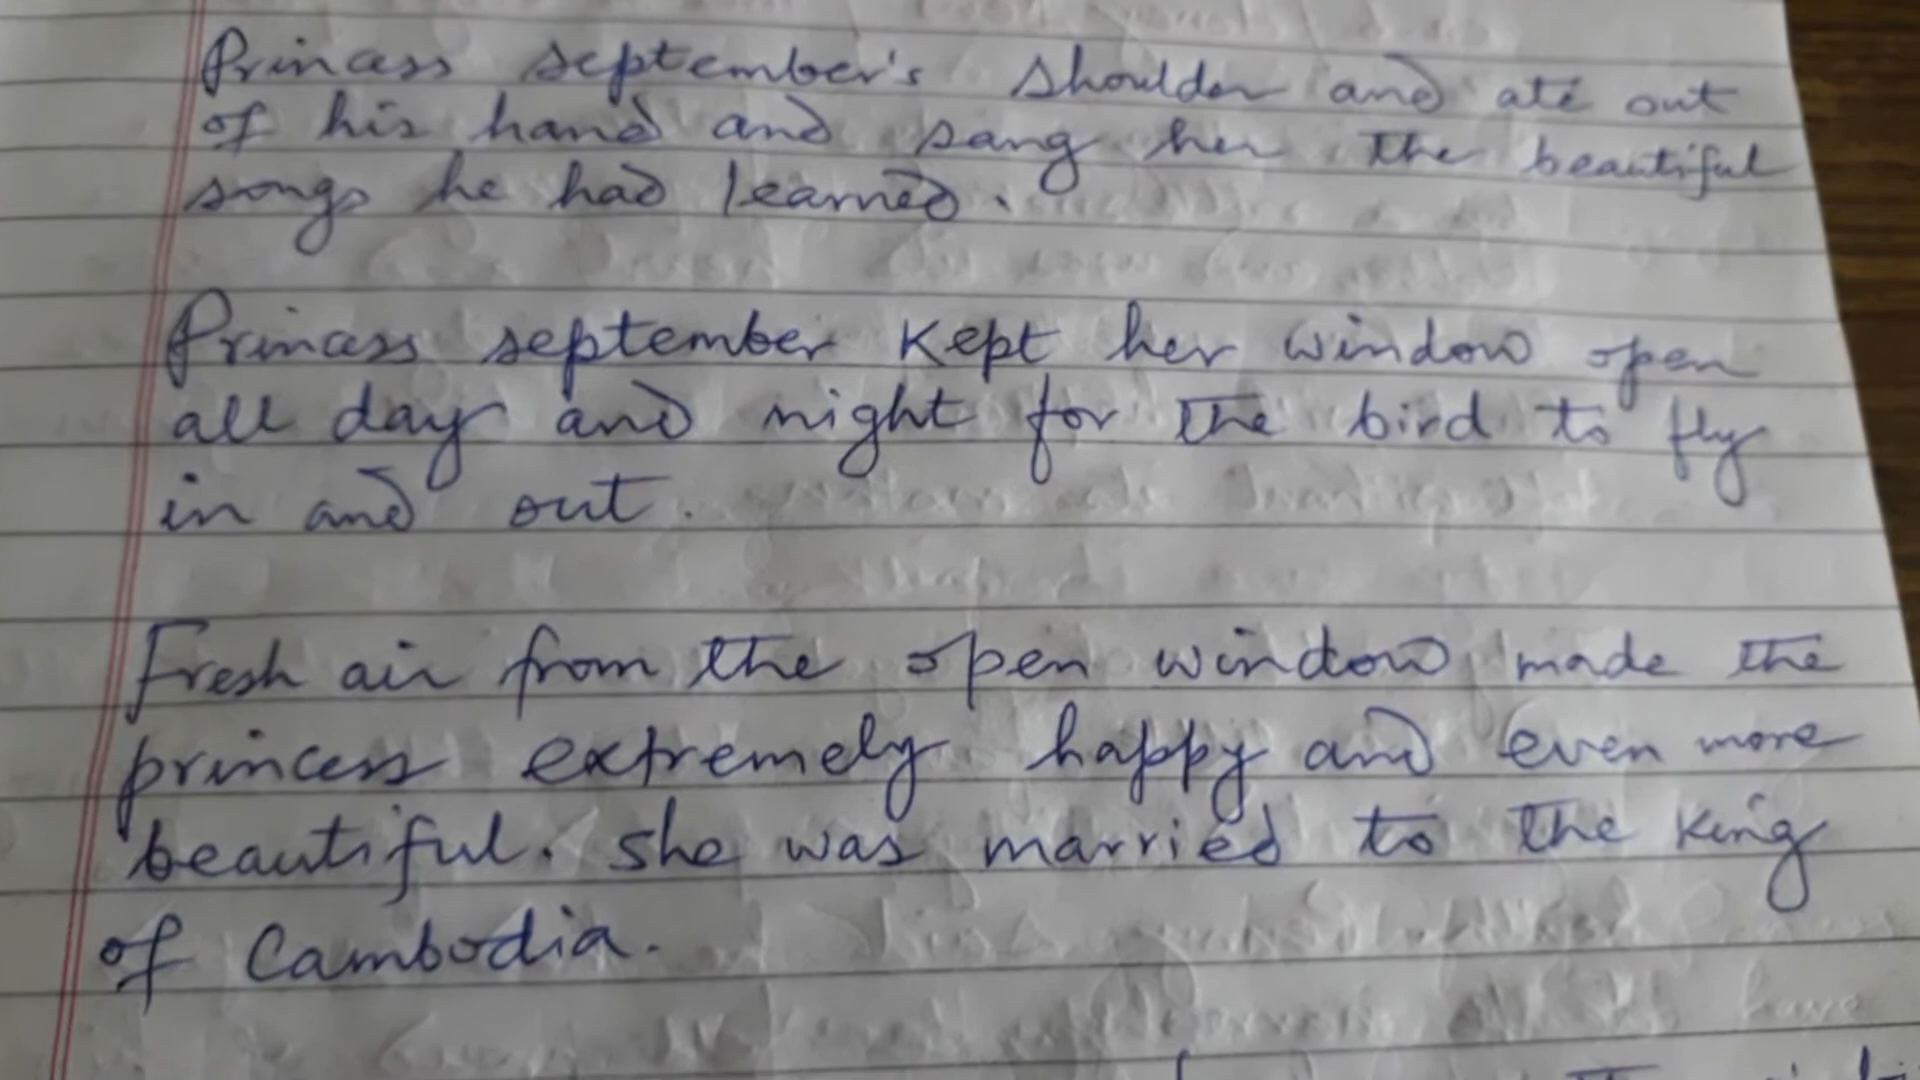 Princess september's shoulder and ate out
of his hand and sang her the beautiful
songs he had learned.
Princess september kept her window open
all day and night for the bird to fly
in and out.
Fresh air from the open window made the
princess extremely happy and even more
beautiful. She was married to the King
of Cambodia.